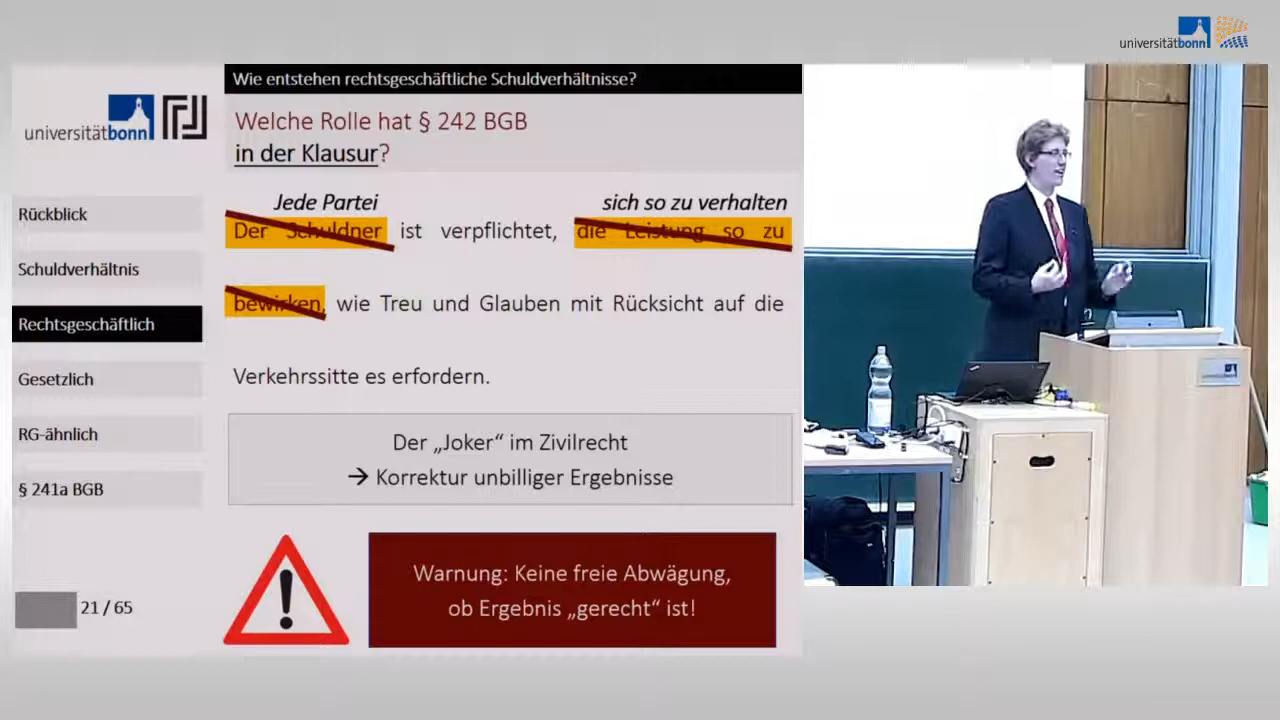 universitätbonn
Wie entstehen rechtsgeschäftliche Schuldverhältnisse?
universitätbonn
Welche Rolle hat § 242 BGB
in der Klausur?
Rückblick
Schuldverhältnis
Rechtsgeschäftlich
Gesetzlich
RG-ähnlich
§ 241a BGB
21 / 65
Jede Partei sich so zu verhalten
Der Schuldner ist verpflichtet, die Leistung so zu
bewirken, wie Treu und Glauben mit Rücksicht auf die
Verkehrssitte es erfordern.
Der „Joker“ im Zivilrecht
→ Korrektur unbilliger Ergebnisse
Warnung: Keine freie Abwägung,
ob Ergebnis „gerecht“ ist!